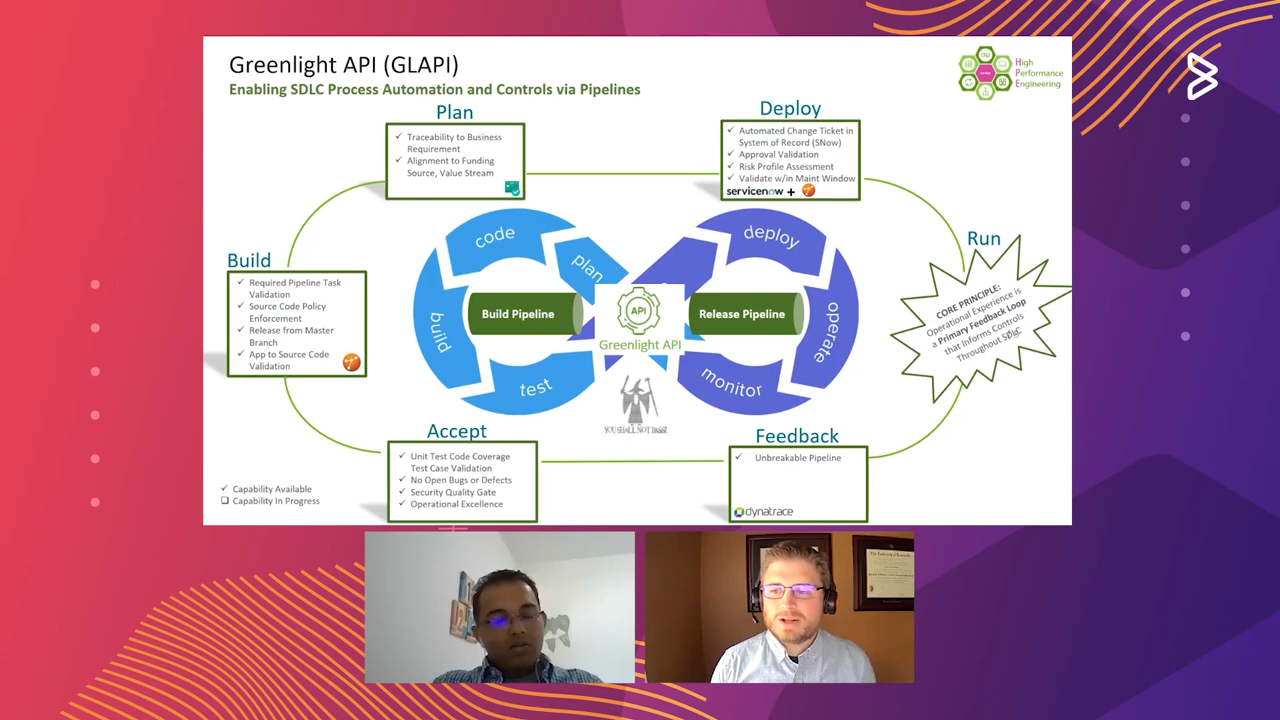 Greenlight API (GLAPI)
Enabling SDLC Process Automation and Controls via Pipelines
High
Performance
Engineering
DevOps
Plan
✓ Traceability to Business
Requirement
✓ Alignment to Funding
Source, Value Stream
Deploy
✓ Automated Change Ticket in
System of Record (SNow)
✓ Approval Validation
✓ Risk Profile Assessment
✓ Validate w/in Maint Window
servicenow +
Build
✓ Required Pipeline Task
Validation
✓ Source Code Policy
Enforcement
✓ Release from Master
Branch
✓ App to Source Code
Validation
code
plan
build
test
Build Pipeline
API
Greenlight API
YOU SHALL NOT PASS!
deploy
operate
monitor
Release Pipeline
Run
CORE PRINCIPLE:
Operational Experience is
a Primary Feedback Loop
that Informs Controls
Throughout SDLC
Accept
✓ Unit Test Code Coverage
Test Case Validation
✓ No Open Bugs or Defects
✓ Security Quality Gate
✓ Operational Excellence
Feedback
✓ Unbreakable Pipeline
dynatrace
✓ Capability Available
☐ Capability In Progress